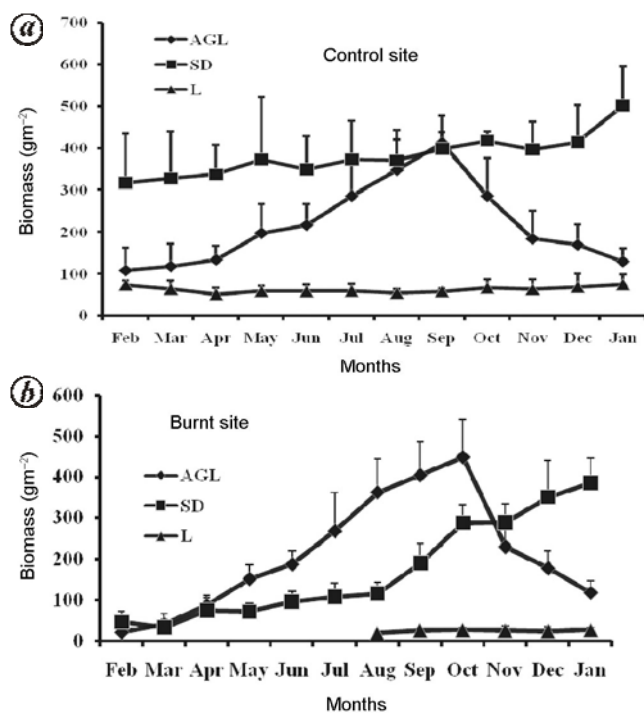 a
700
600
500
400
300
200
100
0
Biomass (gm⁻²)
AGL
SD
L
Control site
Feb Mar Apr May Jun Jul Aug Sep Oct Nov Dec Jan
Months
b
600
500
400
300
200
100
0
Biomass (gm⁻²)
Burnt site
AGL
SD
L
Feb Mar Apr May Jun Jul Aug Sep Oct Nov Dec Jan
Months